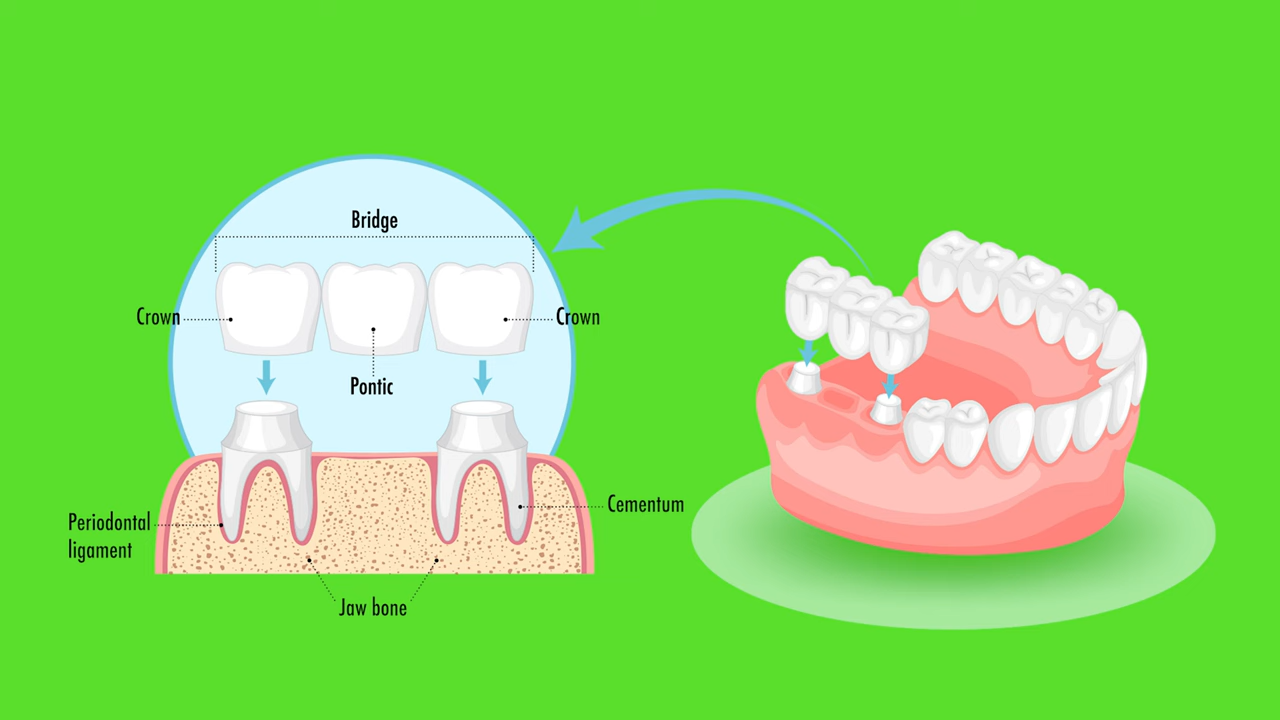 Bridge
Crown
Crown
Pontic
Cementum
Periodontal
ligament
Jaw bone